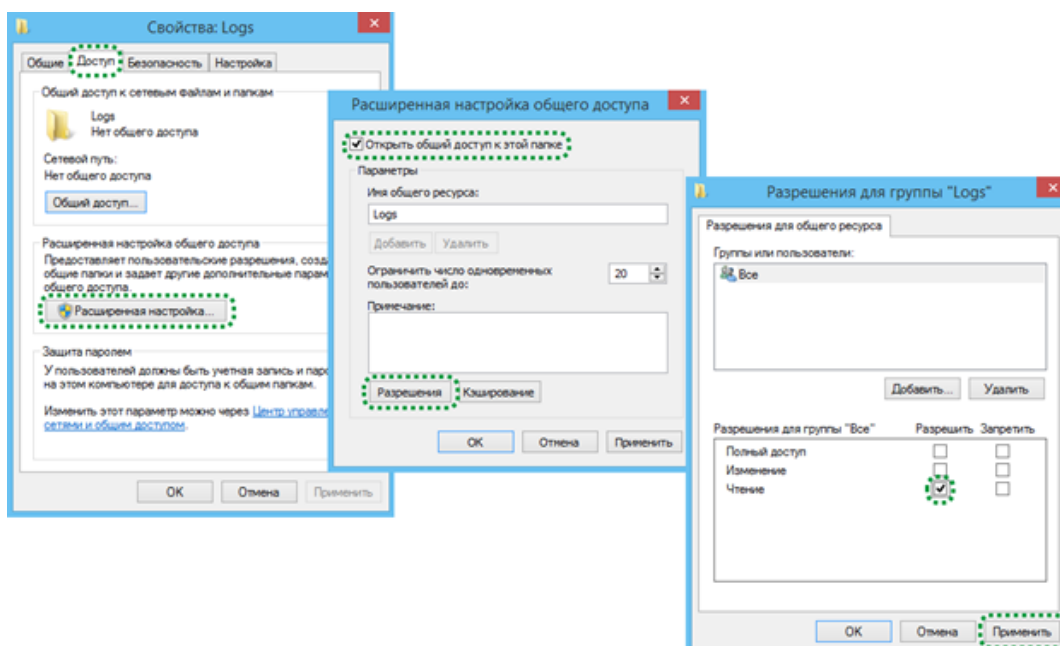 Свойства: Logs
Общие Доступ Безопасность Настройка
Общий доступ к сетевым файлам и папкам
Logs
Нет общего доступа
Сетевой путь:
Нет общего доступа
Общий доступ...
Расширенная настройка общего доступа
Предоставляет пользовательские разрешения, созда
общие папки и задает другие дополнительные парам
общего доступа.
Расширенная настройка...
Защита паролем
У пользователей должны быть учетная запись и паро
на этом компьютере для доступа к общим папкам.
Изменить этот параметр можно через Центр управле
сетями и общим доступом.
OK Отмена Применить
Расширенная настройка общего доступа
Открыть общий доступ к этой папке
Параметры
Имя общего ресурса:
Logs
Добавить Удалить
Ограничить число одновременных 20
пользователей до:
Примечание:
Разрешения Кэширование
OK Отмена Применить
Разрешения для группы "Logs"
Разрешения для общего ресурса
Группы или пользователи:
Все
Добавить... Удалить
Разрешения для группы "Все" Разрешить Запретить
Полный доступ
Изменение
Чтение
OK Отмена Применить